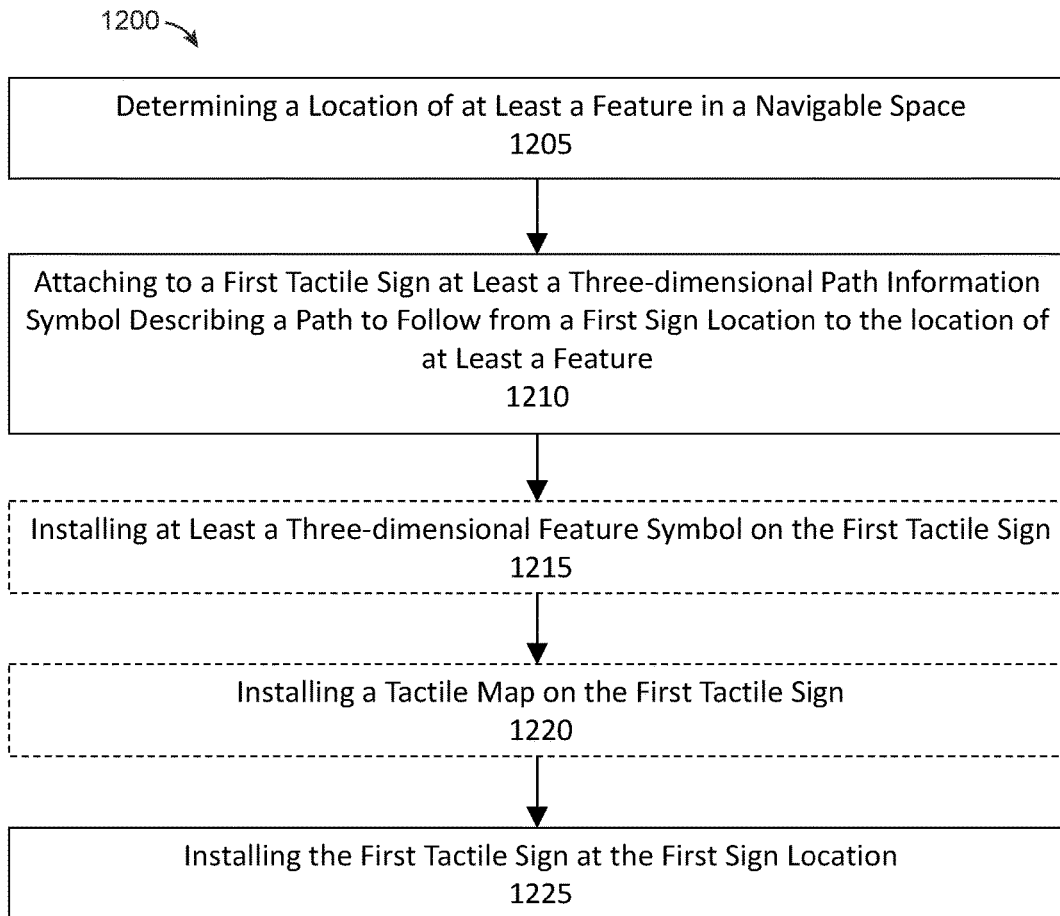 1200
Determining a Location of at Least a Feature in a Navigable Space
1205
Attaching to a First Tactile Sign at Least a Three-dimensional Path Information
Symbol Describing a Path to Follow from a First Sign Location to the location of
at Least a Feature
1210
Installing at Least a Three-dimensional Feature Symbol on the First Tactile Sign
1215
Installing a Tactile Map on the First Tactile Sign
1220
Installing the First Tactile Sign at the First Sign Location
1225